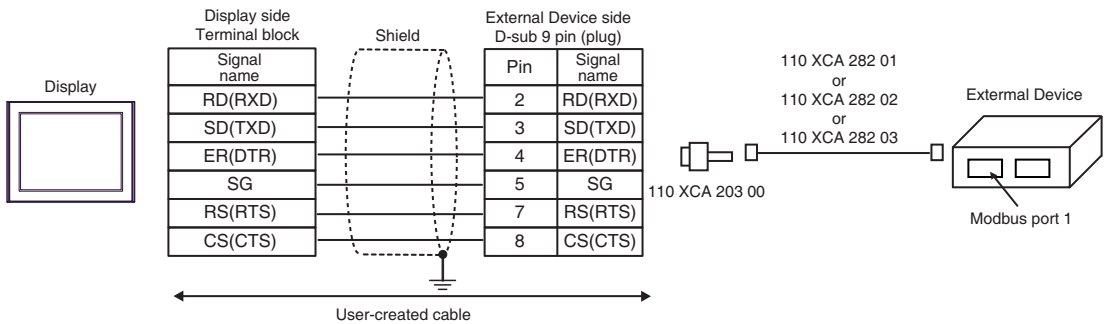 Display
Display side
Terminal block
Shield
External Device side
D-sub 9 pin (plug)
Signal name
Pin
Signal name
RD(RXD)
2
RD(RXD)
SD(TXD)
3
SD(TXD)
ER(DTR)
4
ER(DTR)
SG
5
SG
RS(RTS)
7
RS(RTS)
CS(CTS)
8
CS(CTS)
User-created cable
110 XCA 203 00
110 XCA 282 01
or
110 XCA 282 02
or
110 XCA 282 03
External Device
Modbus port 1